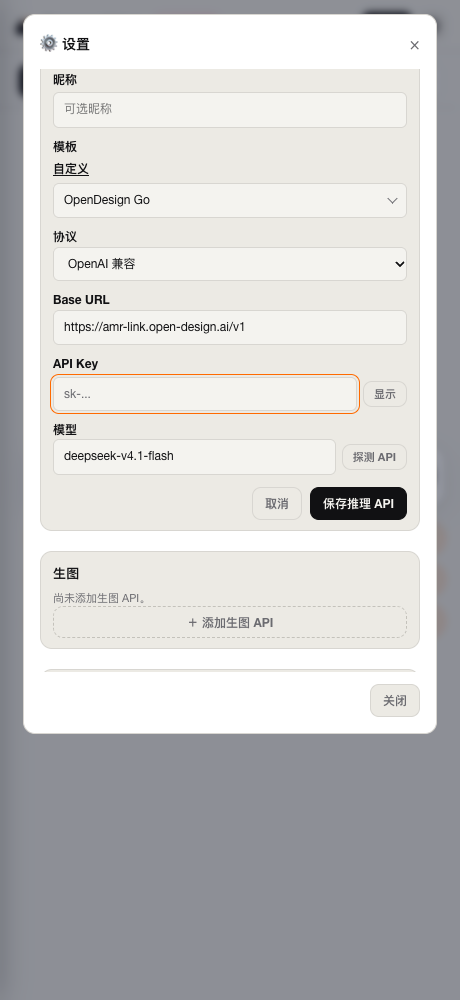 设置
×
昵称
可选昵称
模板
自定义
OpenDesign Go
协议
OpenAI 兼容
Base URL
https://amr-link.open-design.ai/v1
API Key
sk-...
显示
模型
deepseek-v4.1-flash
探测 API
取消
保存推理 API
生图
尚未添加生图 API。
+ 添加生图 API
关闭